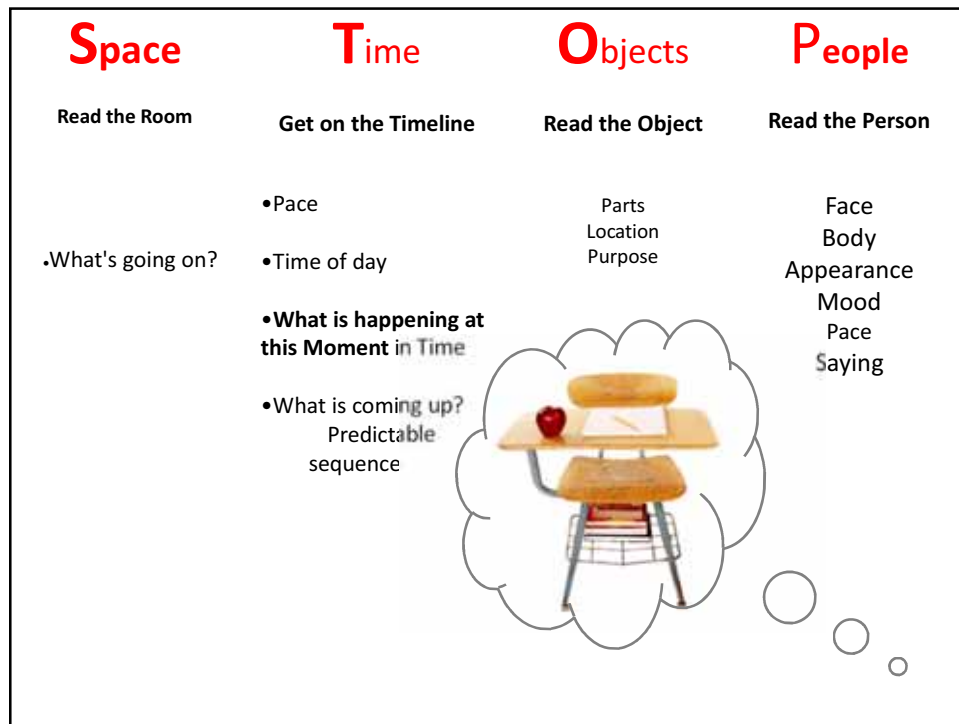 Space
Read the Room
•What's going on?
Time
Get on the Timeline
•Pace
•Time of day
•What is happening at
this Moment in Time
•What is coming up?
Predictable
sequence
Objects
Read the Object
Parts
Location
Purpose
People
Read the Person
Face
Body
Appearance
Mood
Pace
Saying